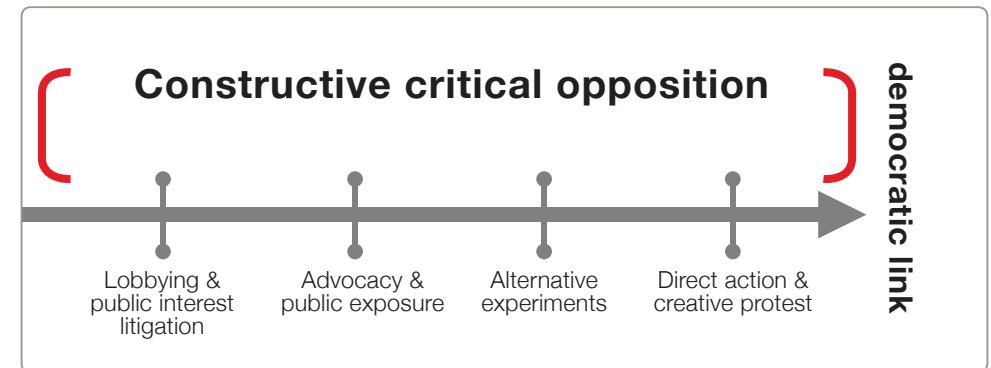 Constructive critical opposition
Lobbying &
public interest
litigation
Advocacy &
public exposure
Alternative
experiments
Direct action &
creative protest
democratic link